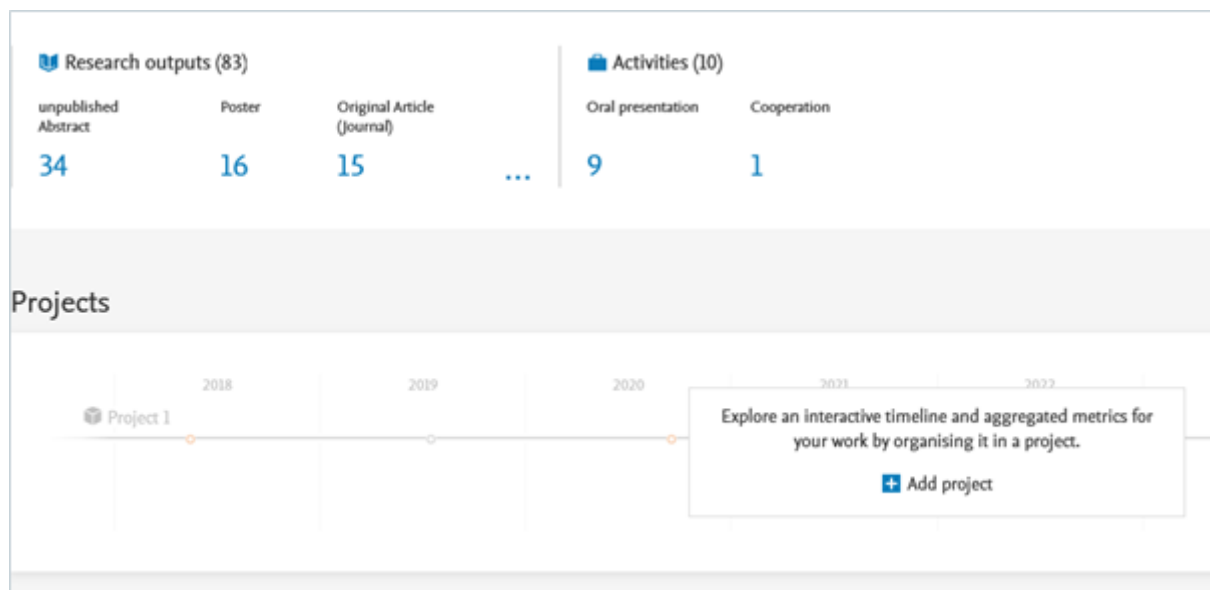 Research outputs (83)
unpublished
Abstract
34
Poster
16
Original Article
(Journal)
15
...
Activities (10)
Oral presentation
9
Cooperation
1
Projects
2018
2019
2020
2021
2022
Project 1
Explore an interactive timeline and aggregated metrics for
your work by organising it in a project.
Add project